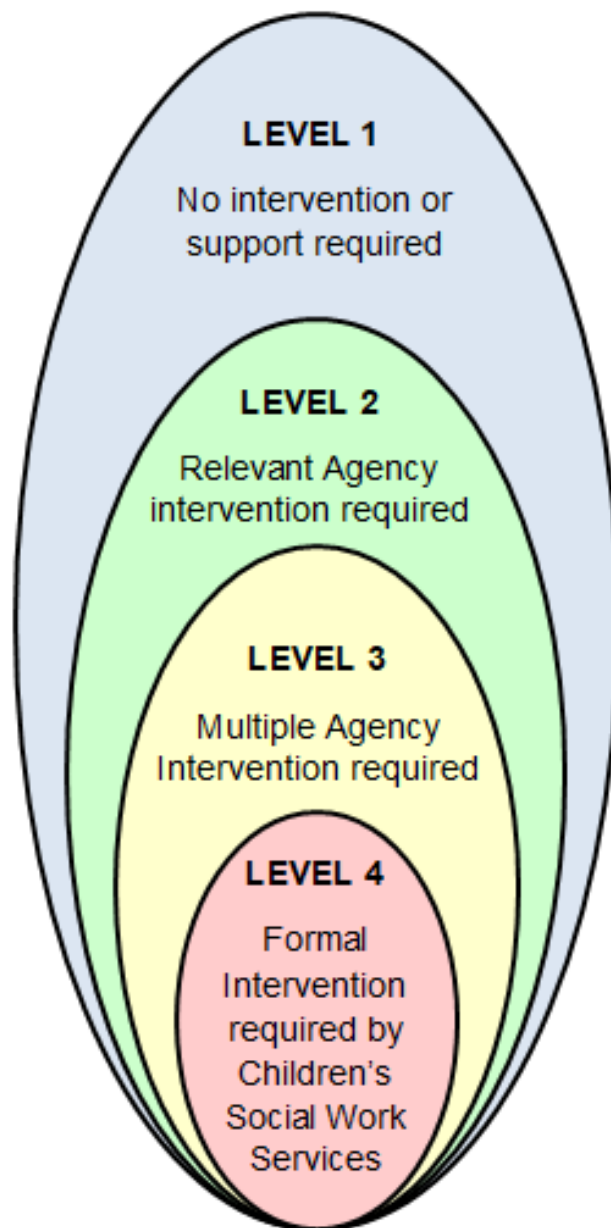 LEVEL 1
No intervention or
support required
LEVEL 2
Relevant Agency
intervention required
LEVEL 3
Multiple Agency
Intervention required
LEVEL 4
Formal
Intervention
required by
Children’s
Social Work
Services